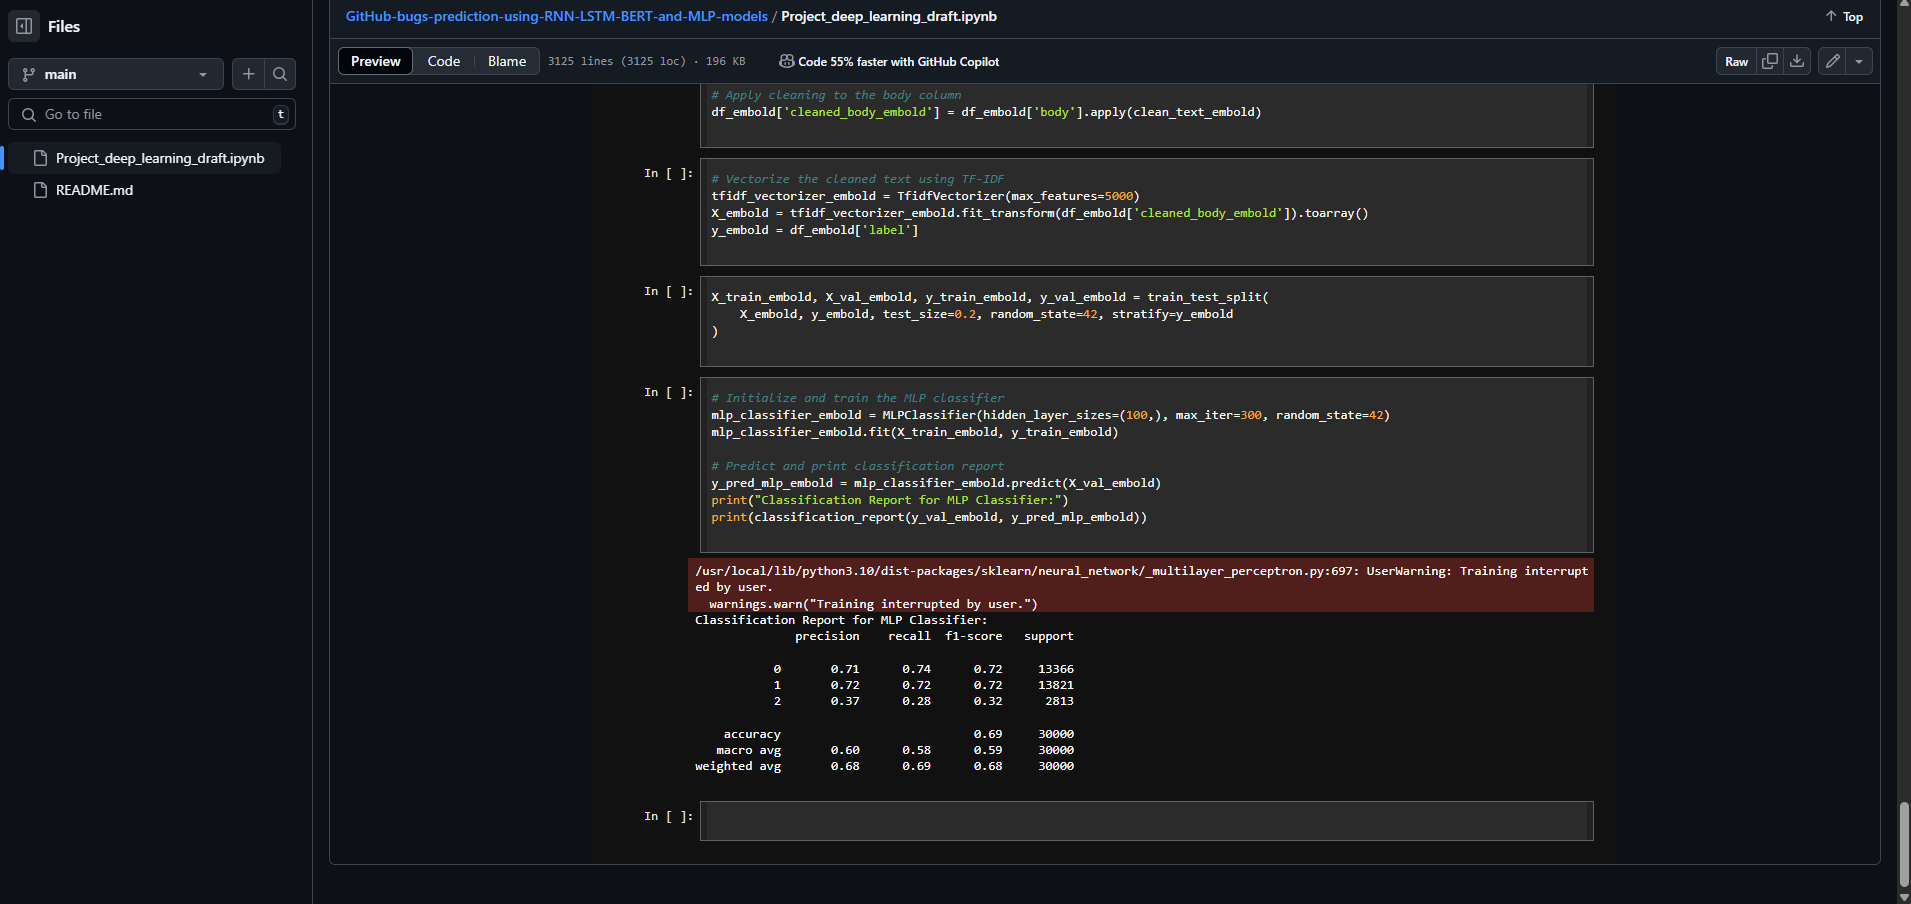 Files
main
Go to file
t
Project_deep_learning_draft.ipynb
README.md
GitHub-bugs-prediction-using-RNN-LSTM-BERT-and-MLP-models / Project_deep_learning_draft.ipynb
Top
Preview Code Blame 3125 lines (3125 loc) · 196 KB Code 55% faster with GitHub Copilot Raw
# Apply cleaning to the body column
df_embold['cleaned_body_embold'] = df_embold['body'].apply(clean_text_embold)
In [ ]:
# Vectorize the cleaned text using TF-IDF
tfidf_vectorizer_embold = TfidfVectorizer(max_features=5000)
X_embold = tfidf_vectorizer_embold.fit_transform(df_embold['cleaned_body_embold']).toarray()
y_embold = df_embold['label']
In [ ]:
X_train_embold, X_val_embold, y_train_embold, y_val_embold = train_test_split(
    X_embold, y_embold, test_size=0.2, random_state=42, stratify=y_embold
)
In [ ]:
# Initialize and train the MLP classifier
mlp_classifier_embold = MLPClassifier(hidden_layer_sizes=(100,), max_iter=300, random_state=42)
mlp_classifier_embold.fit(X_train_embold, y_train_embold)
# Predict and print classification report
y_pred_mlp_embold = mlp_classifier_embold.predict(X_val_embold)
print("Classification Report for MLP Classifier:")
print(classification_report(y_val_embold, y_pred_mlp_embold))
/usr/local/lib/python3.10/dist-packages/sklearn/neural_network/_multilayer_perceptron.py:697: UserWarning: Training interrupt
ed by user.
  warnings.warn("Training interrupted by user.")
Classification Report for MLP Classifier:
              precision    recall  f1-score   support
           0       0.71      0.74      0.72     13366
           1       0.72      0.72      0.72     13821
           2       0.37      0.28      0.32      2813
    accuracy                           0.69     30000
   macro avg       0.60      0.58      0.59     30000
weighted avg       0.68      0.69      0.68     30000
In [ ]: